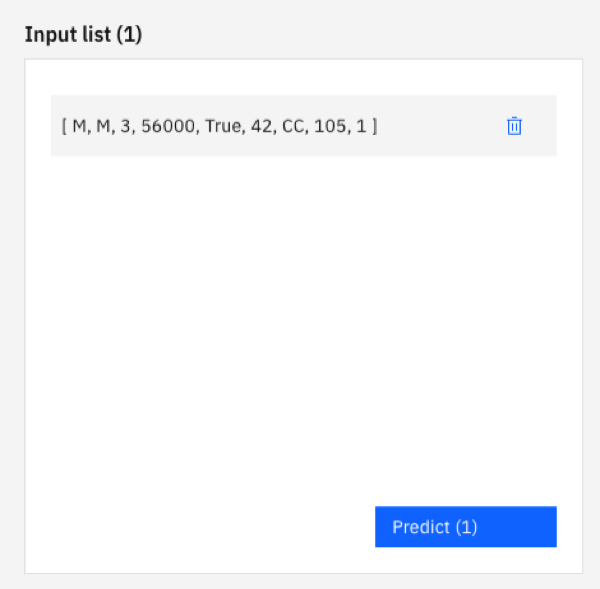 Input list (1)
[ M, M, 3, 56000, True, 42, CC, 105, 1 ]
Predict (1)